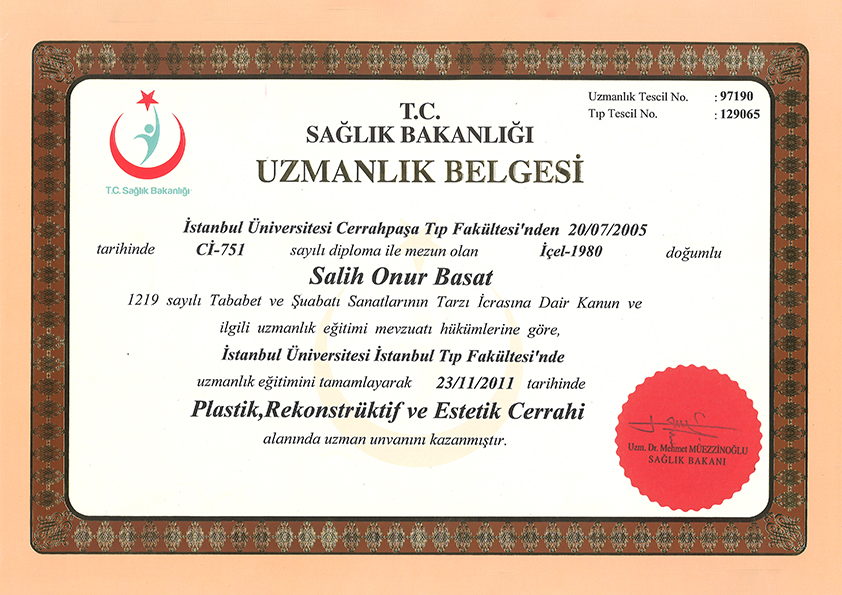 Uzmanlık Tescil No. : 97190
Tıp Tescil No. : 129065
T.C. Sağlık Bakanlığı
T.C.
SAĞLIK BAKANLIĞI
UZMANLIK BELGESİ
İstanbul Üniversitesi Cerrahpaşa Tıp Fakültesi'nden 20/07/2005
tarihinde Cİ-751 sayılı diploma ile mezun olan İçel-1980 doğumlu
Salih Onur Basat
1219 sayılı Tababet ve Şuabatı Sanatlarının Tarzı İcrasına Dair Kanun ve
ilgili uzmanlık eğitimi mevzuatı hükümlerine göre,
İstanbul Üniversitesi İstanbul Tıp Fakültesi'nde
uzmanlık eğitimini tamamlayarak 23/11/2011 tarihinde
Plastik,Rekonstrüktif ve Estetik Cerrahi
alanında uzman unvanını kazanmıştır.
Uzm. Dr. Mehmet MÜEZZİNOĞLU
SAĞLIK BAKANI